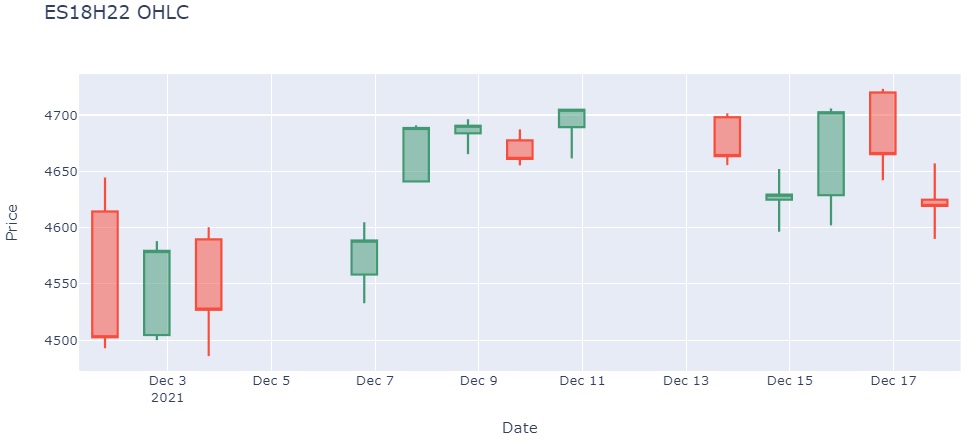 ES18H22 OHLC
4700
4650
4600
4550
4500
Price
Dec 3
2021
Dec 5
Dec 7
Dec 9
Dec 11
Dec 13
Dec 15
Dec 17
Date